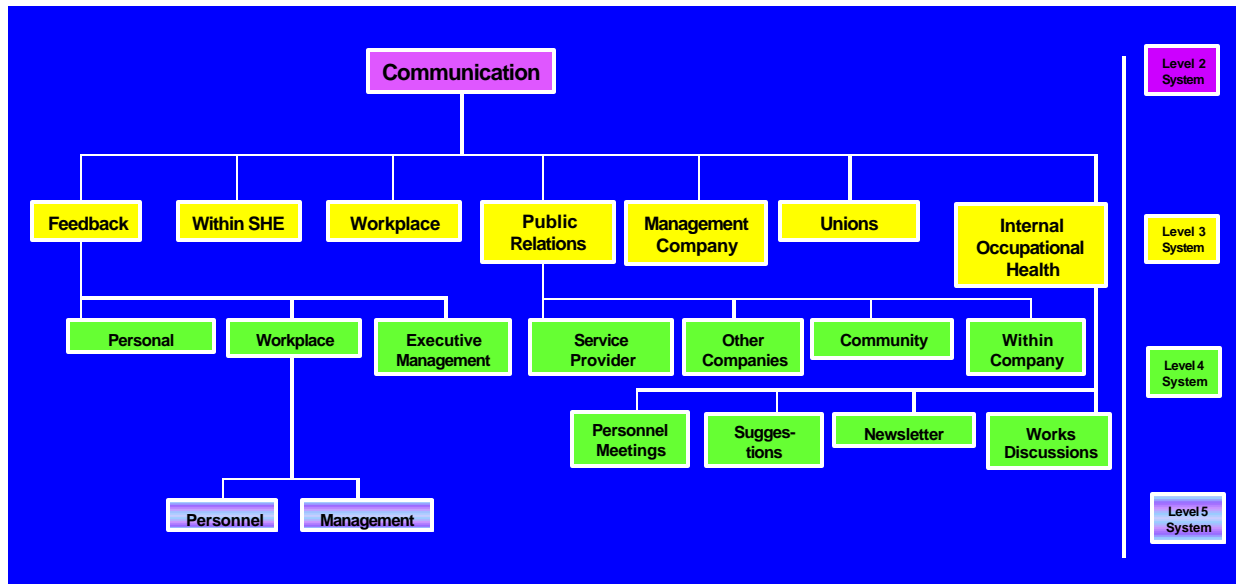 Communication
Level 2
System
Feedback
Within SHE
Workplace
Public
Relations
Management
Company
Unions
Internal
Occupational
Health
Level 3
System
Personal
Workplace
Executive
Management
Service
Provider
Other
Companies
Community
Within
Company
Level 4
System
Personnel
Meetings
Sugges-
tions
Newsletter
Works
Discussions
Personnel
Management
Level 5
System